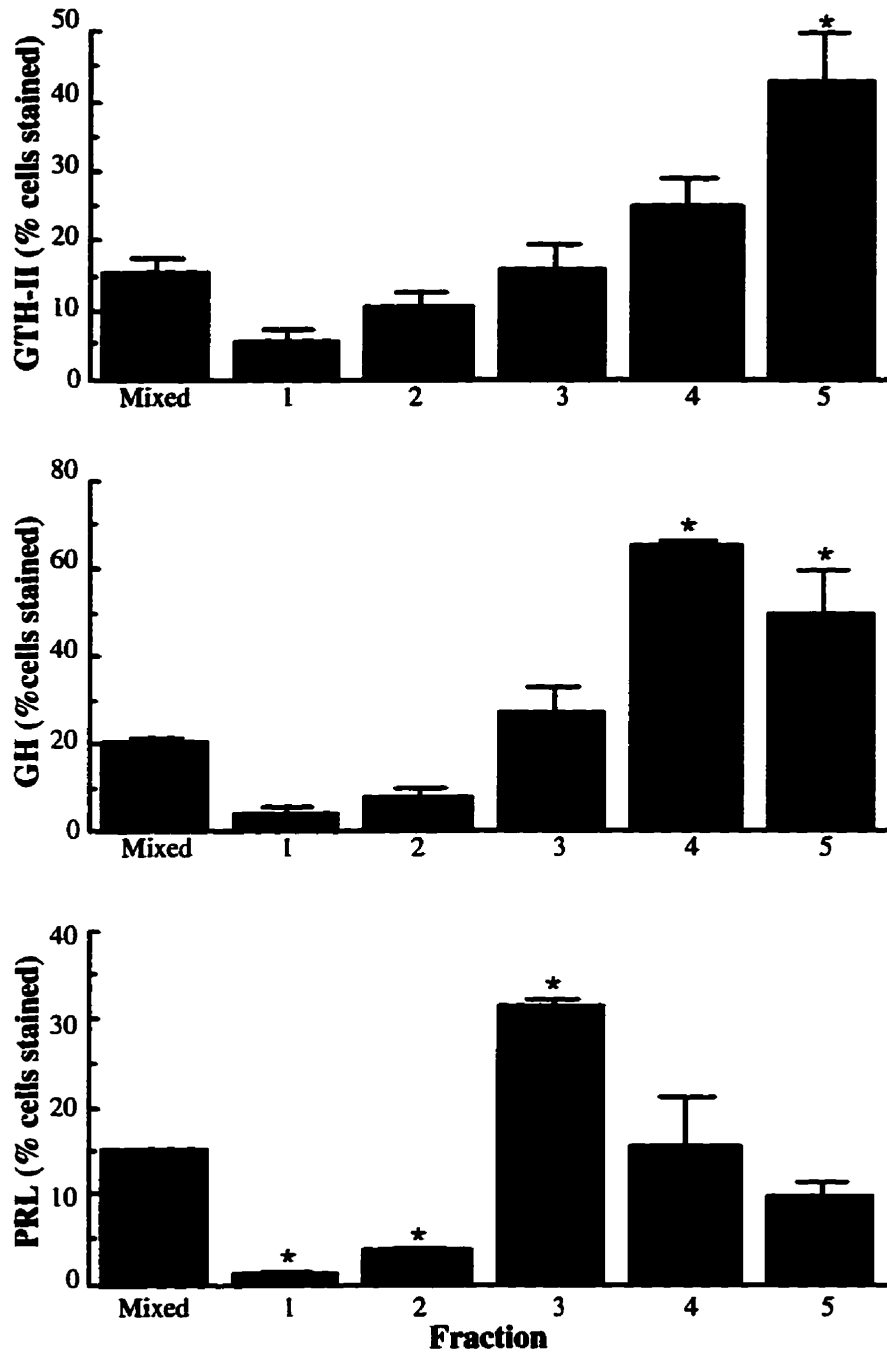 GTH-II (% cells stained)
50
40
30
20
10
0
*
Mixed 1 2 3 4 5
GH (%cells stained)
80
60
40
20
0
* *
Mixed 1 2 3 4 5
PRL (% cells stained)
40
30
20
10
0
* * *
Mixed 1 2 3 4 5
Fraction